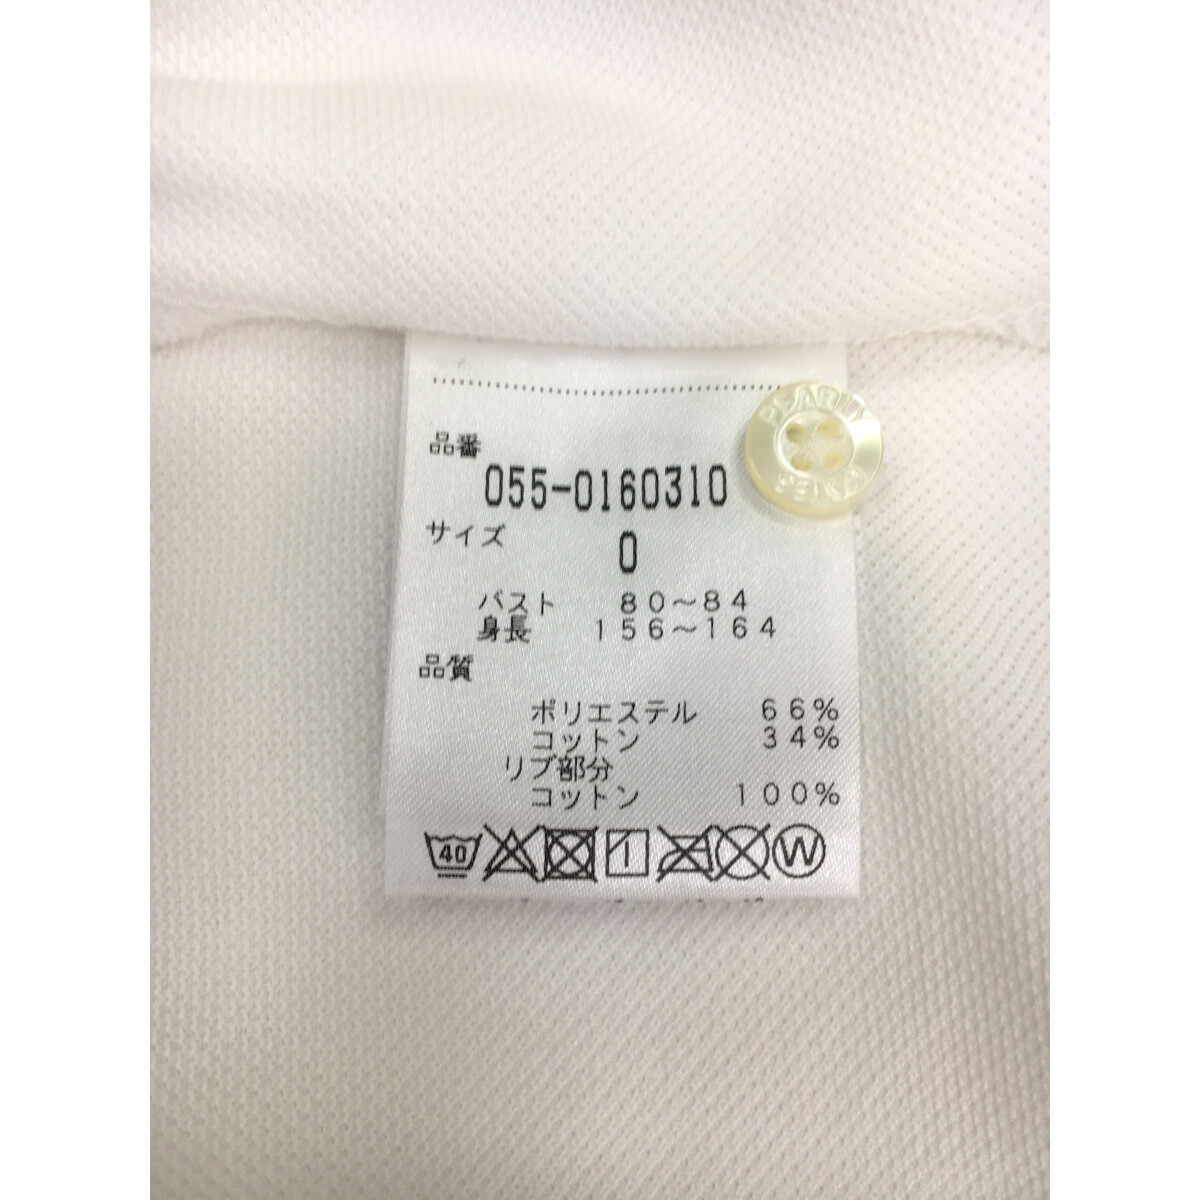 品番
055-0160310
サイズ
0
バスト 80～84
身長 156～164
品質
ポリエステル 66%
コットン 34%
リブ部分
コットン 100%
40
W
PEARLY
GATES